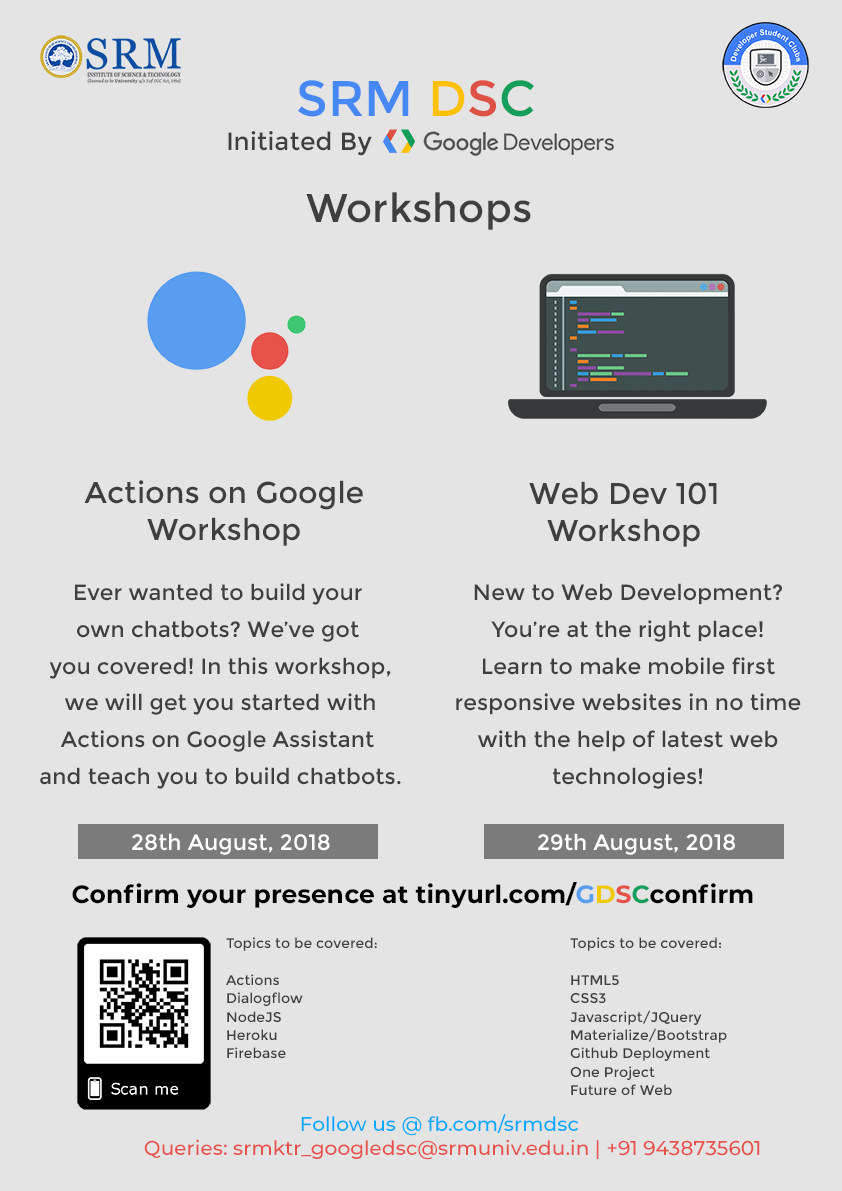 SRM
INSTITUTE OF SCIENCE & TECHNOLOGY
(Deemed to be University u/s 3 of UGC Act, 1956)
Developer Student Clubs
SRM DSC
Initiated By Google Developers
Workshops
Actions on Google
Workshop
Ever wanted to build your
own chatbots? We've got
you covered! In this workshop,
we will get you started with
Actions on Google Assistant
and teach you to build chatbots.
28th August, 2018
Web Dev 101
Workshop
New to Web Development?
You're at the right place!
Learn to make mobile first
responsive websites in no time
with the help of latest web
technologies!
29th August, 2018
Confirm your presence at tinyurl.com/GDSCconfirm
Scan me
Topics to be covered:
Actions
Dialogflow
NodeJS
Heroku
Firebase
Topics to be covered:
HTML5
CSS3
Javascript/JQuery
Materialize/Bootstrap
Github Deployment
One Project
Future of Web
Follow us @ fb.com/srmdsc
Queries: srmktr_googledsc@srmuniv.edu.in | +91 9438735601